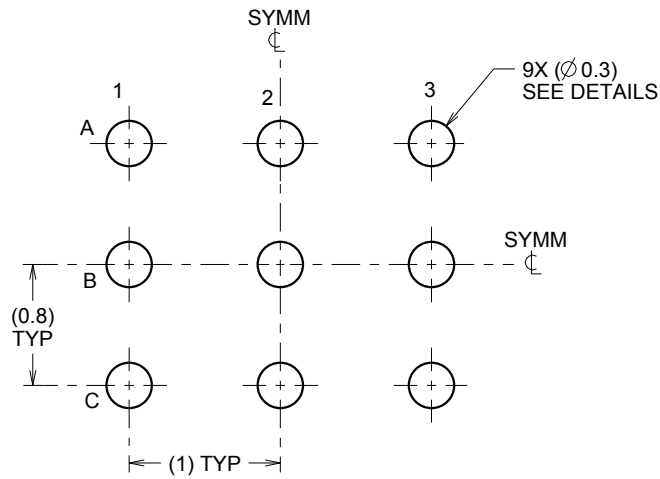 SYMM
℄
1
2
3
9X (∅ 0.3)
SEE DETAILS
A
SYMM
℄
B
(0.8)
TYP
C
(1) TYP